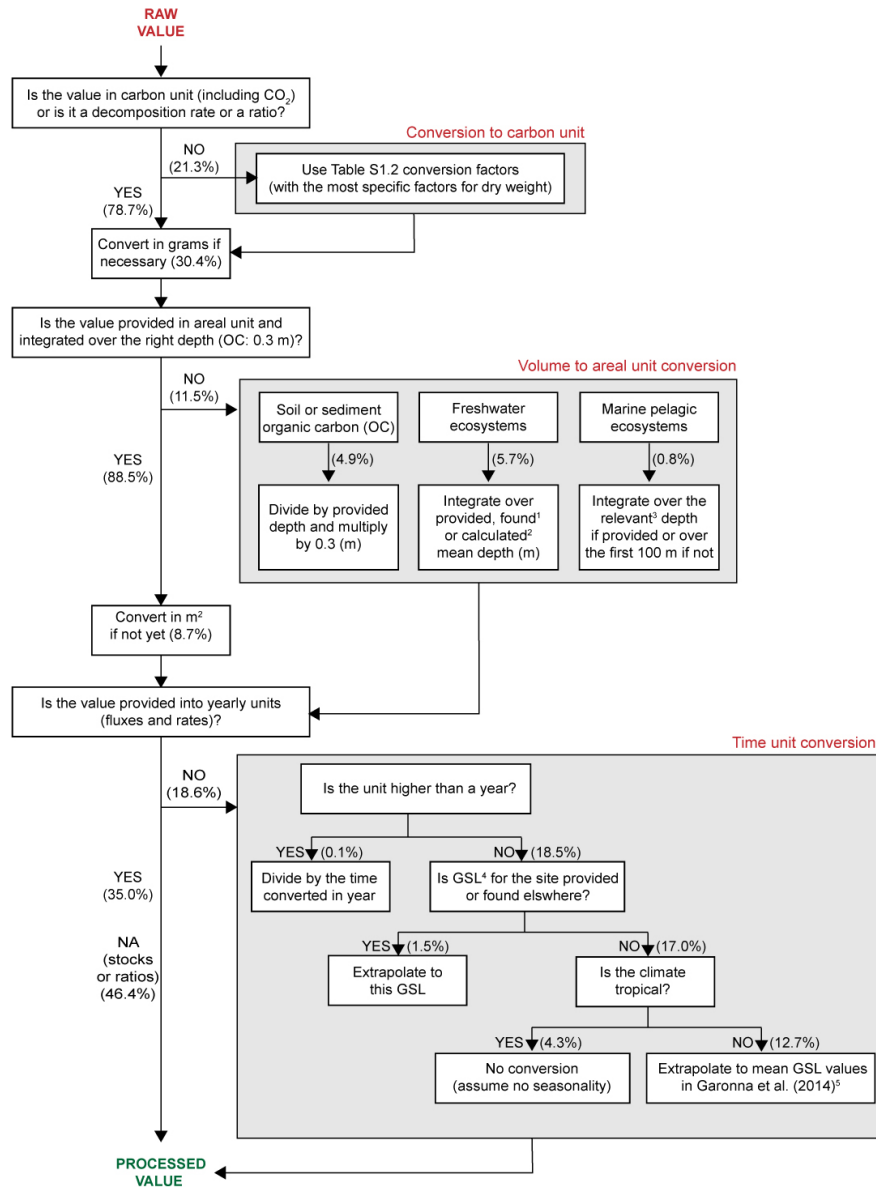 RAW
VALUE
Is the value in carbon unit (including CO₂)
or is it a decomposition rate or a ratio?
Conversion to carbon unit
NO
(21.3%)
Use Table S1.2 conversion factors
(with the most specific factors for dry weight)
YES
(78.7%)
Convert in grams if
necessary (30.4%)
Is the value provided in areal unit and
integrated over the right depth (OC: 0.3 m)?
Volume to areal unit conversion
NO
(11.5%)
Soil or sediment
organic carbon (OC)
Freshwater
ecosystems
Marine pelagic
ecosystems
(4.9%)
(5.7%)
(0.8%)
YES
(88.5%)
Divide by provided
depth and multiply
by 0.3 (m)
Integrate over
provided, found¹
or calculated²
mean depth (m)
Integrate over the
relevant³ depth
if provided or over
the first 100 m if not
Convert in m²
if not yet (8.7%)
Is the value provided into yearly units
(fluxes and rates)?
Time unit conversion
NO
(18.6%)
Is the unit higher than a year?
YES (0.1%)
NO (18.5%)
Divide by the time
converted in year
Is GSL⁴ for the site provided
or found elsewhere?
YES
(35.0%)
NA
(stocks
or ratios)
(46.4%)
YES (1.5%)
NO (17.0%)
Extrapolate to
this GSL
Is the climate
tropical?
YES (4.3%)
NO (12.7%)
No conversion
(assume no seasonality)
Extrapolate to mean GSL values
in Garonna et al. (2014)⁵
PROCESSED
VALUE